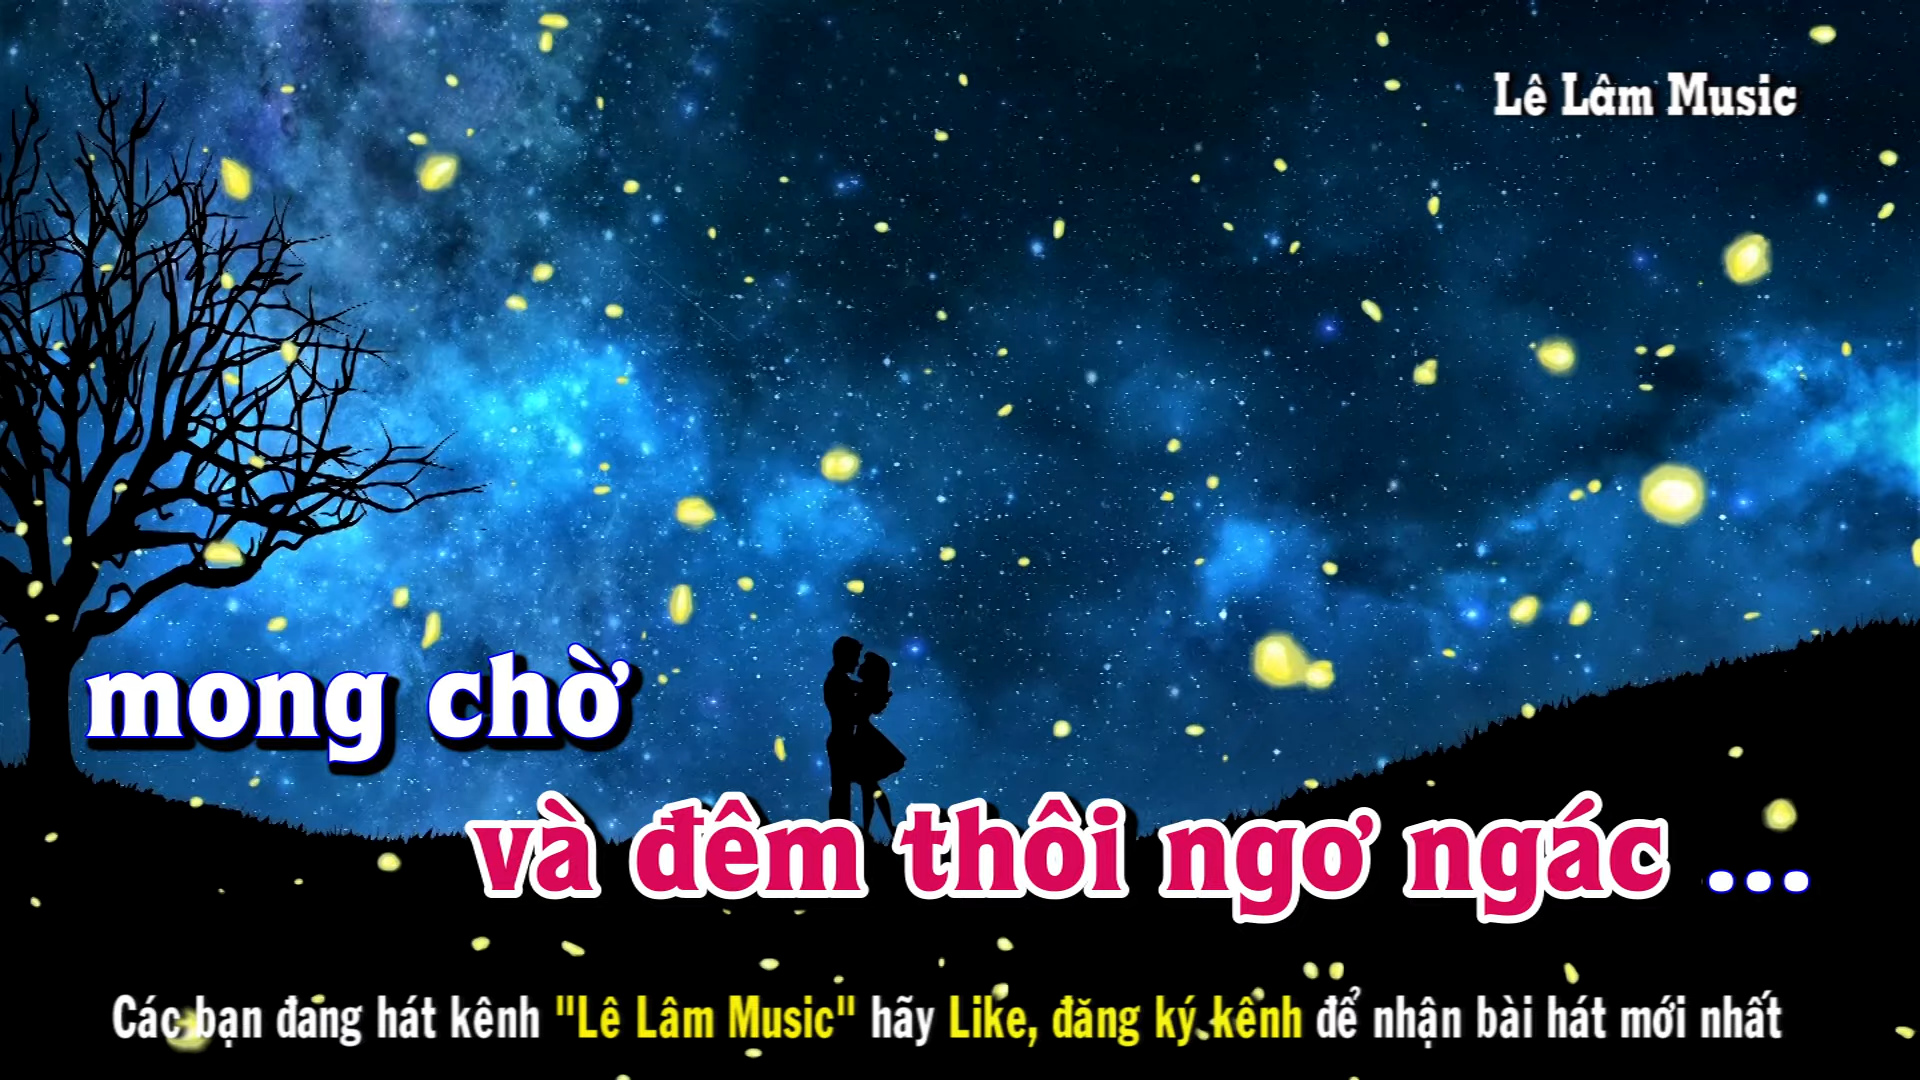 Lê Lâm Music
mong chờ
và đêm thôi ngơ ngác ...
Các bạn đang hát kênh "Lê Lâm Music" hãy Like, đăng ký kênh để nhận bài hát mới nhất